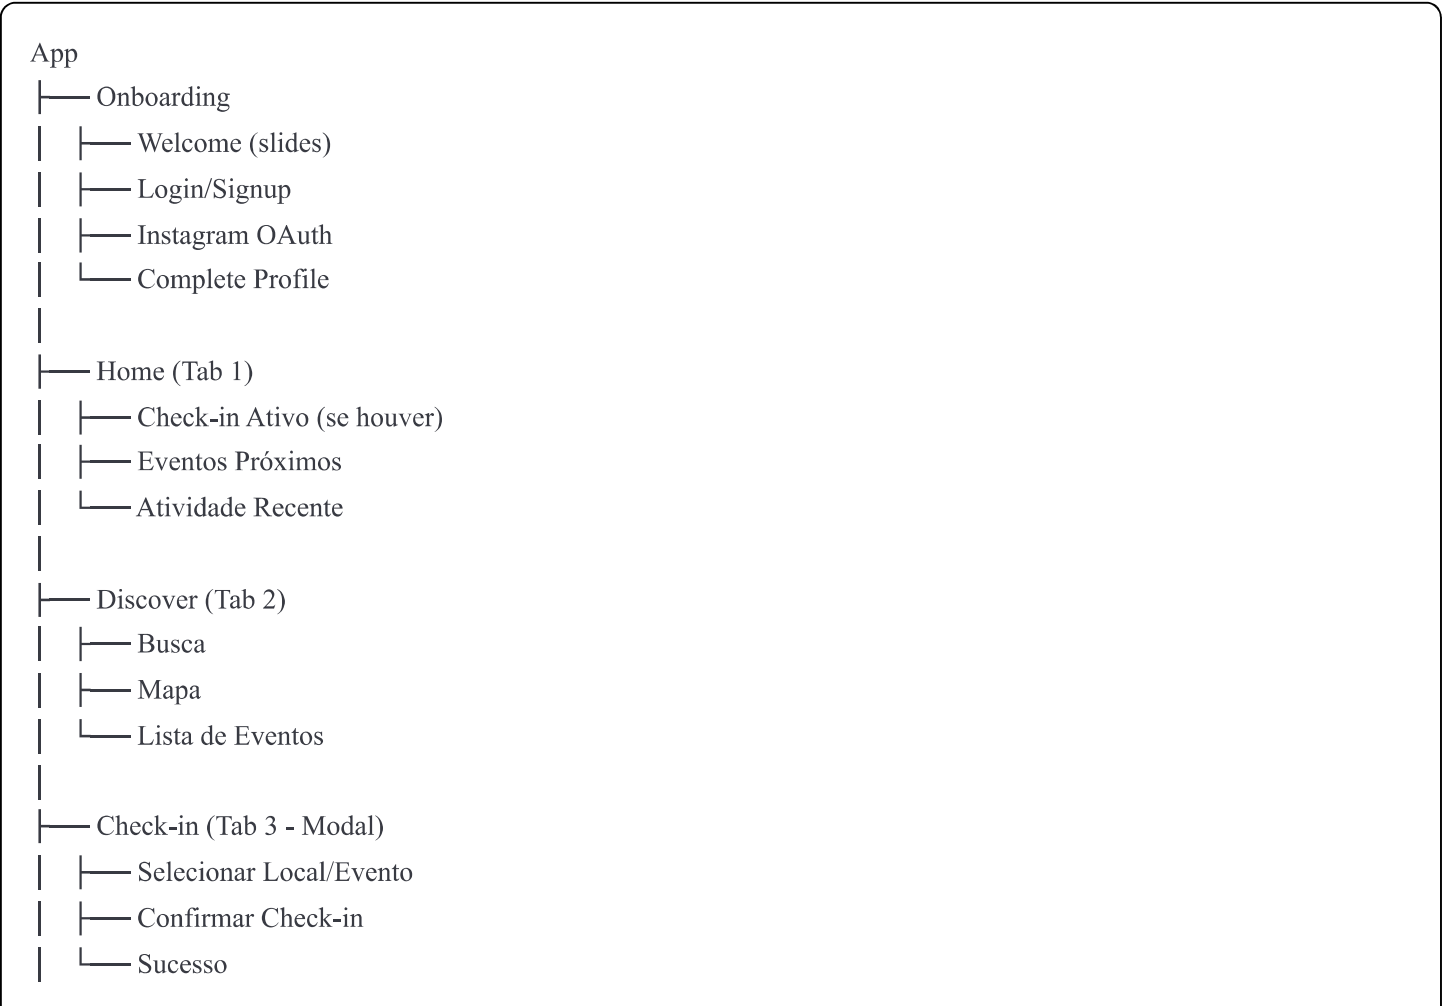 App
├── Onboarding
│   ├── Welcome (slides)
│   ├── Login/Signup
│   ├── Instagram OAuth
│   └── Complete Profile
│
├── Home (Tab 1)
│   ├── Check-in Ativo (se houver)
│   ├── Eventos Próximos
│   └── Atividade Recente
│
├── Discover (Tab 2)
│   ├── Busca
│   ├── Mapa
│   └── Lista de Eventos
│
├── Check-in (Tab 3 - Modal)
│   ├── Selecionar Local/Evento
│   ├── Confirmar Check-in
│   └── Sucesso